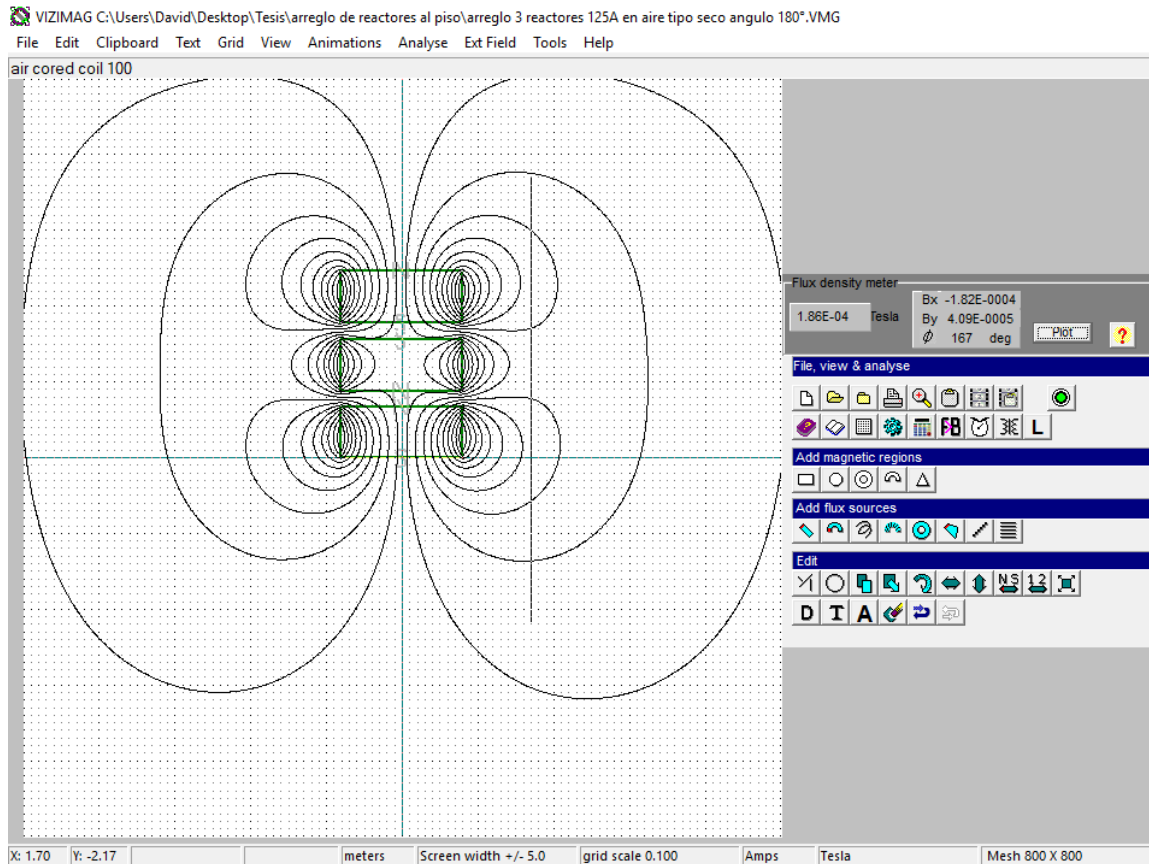 VIZIMAG C:\Users\David\Desktop\Tesis\arreglo de reactores al piso\arreglo 3 reactores 125A en aire tipo seco angulo 180°.VMG
File Edit Clipboard Text Grid View Animations Analyse Ext Field Tools Help
air cored coil 100
Flux density meter
1.86E-04 Tesla
Bx -1.82E-0004
By 4.09E-0005
ϕ 167 deg
Plot
?
File, view & analyse
L
Add magnetic regions
Add flux sources
Edit
N S 1 2
D T A
X: 1.70 Y: -2.17 meters Screen width +/- 5.0 grid scale 0.100 Amps Tesla Mesh 800 X 800